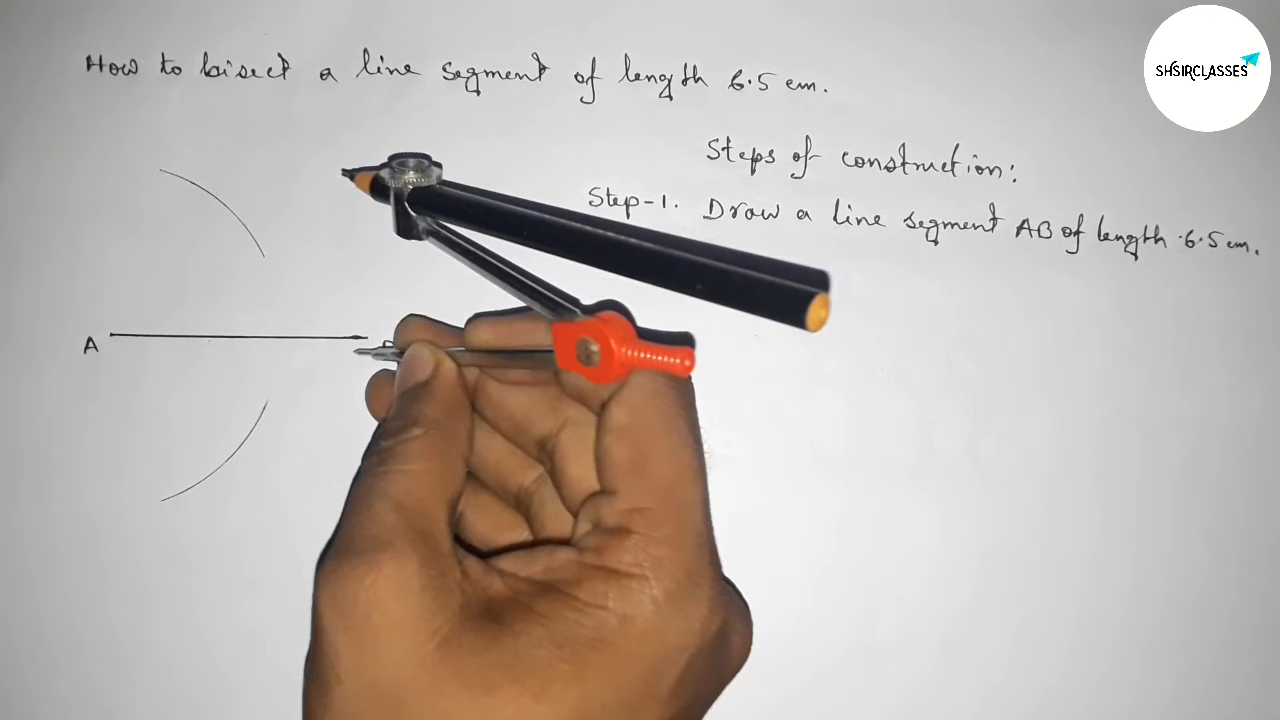 How to bisect a line segment of length 6.5 cm.
SHSIRCLASSES
Steps of construction:
Step-1. Draw a line segment AB of length 6.5 cm.
A